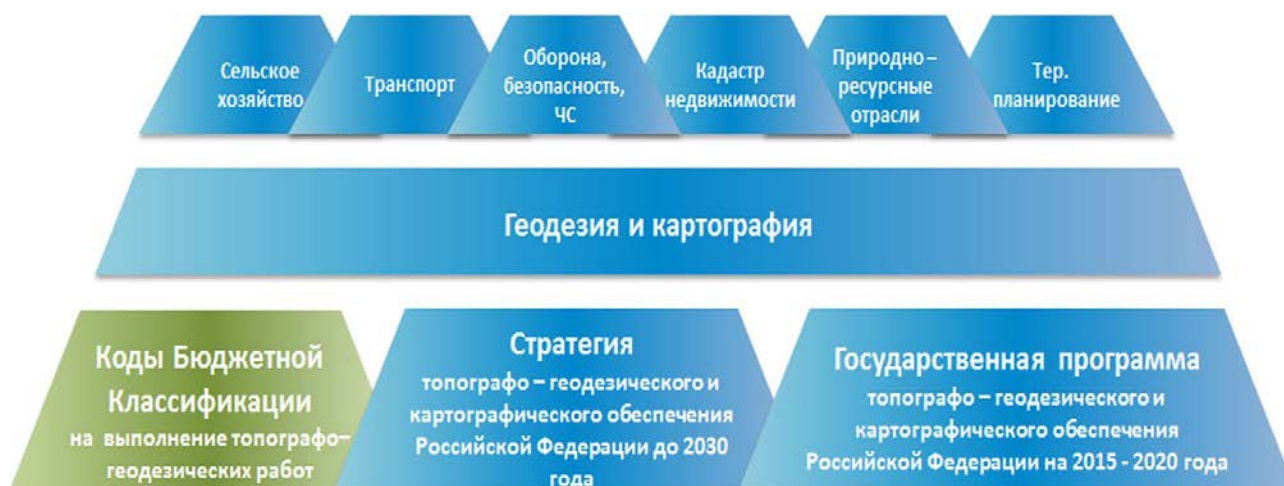 Сельское
хозяйство
Транспорт
Оборона,
безопасность,
ЧС
Кадастр
недвижимости
Природно –
ресурсные
отрасли
Тер.
планирование
Геодезия и картография
Коды Бюджетной
Классификации
на выполнение топографо–
геодезических работ
Стратегия
топографо – геодезического и
картографического обеспечения
Российской Федерации до 2030
года
Государственная программа
топографо – геодезического и
картографического обеспечения
Российской Федерации на 2015 - 2020 года